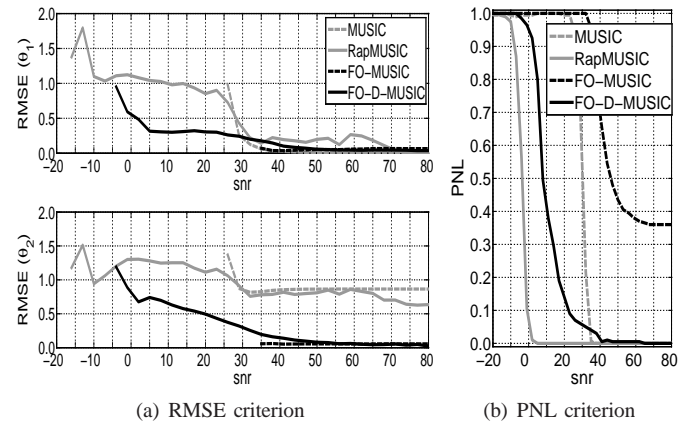 2.0
1.5
1.0
0.5
0.0
RMSE (θ1)
MUSIC
RapMUSIC
FO−MUSIC
FO−D−MUSIC
−20 −10 0 10 20 30 40 50 60 70 80
snr
2.0
1.5
1.0
0.5
0.0
RMSE (θ2)
−20 −10 0 10 20 30 40 50 60 70 80
snr
(a) RMSE criterion
1.0
0.9
0.8
0.7
0.6
0.5
0.4
0.3
0.2
0.1
0.0
PNL
MUSIC
RapMUSIC
FO−MUSIC
FO−D−MUSIC
−20 0 20 40 60 80
snr
(b) PNL criterion